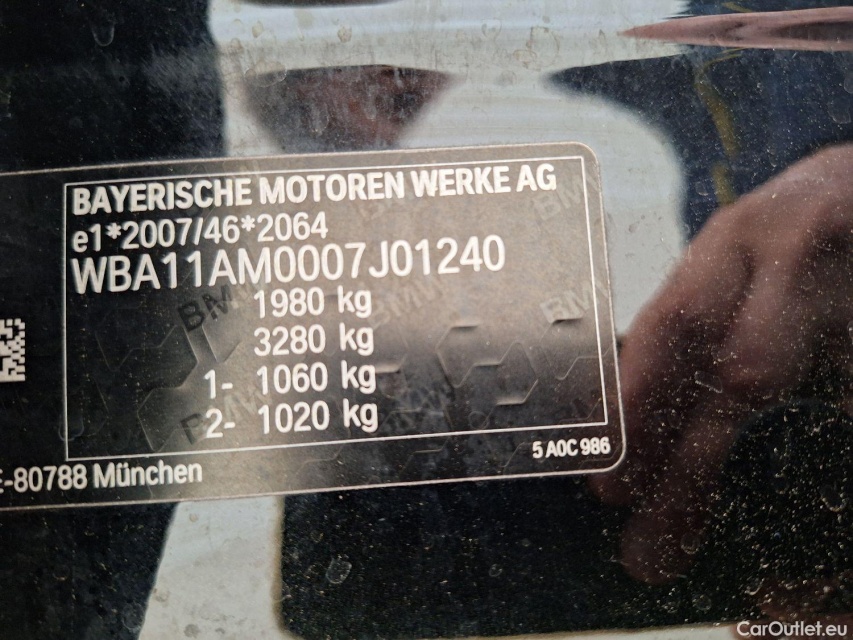 BAYERISCHE MOTOREN WERKE AG
e1*2007/46*2064
WBA11AM0007J01240
1980 kg
3280 kg
1- 1060 kg
2- 1020 kg
5 A0C 986
-80788 München
CarOutlet.eu